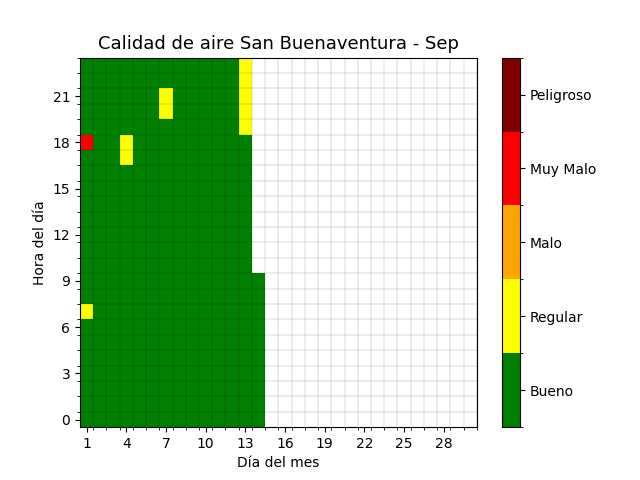 Calidad de aire San Buenaventura - Sep
Hora del día
21
18
15
12
9
6
3
0
1 4 7 10 13 16 19 22 25 28
Día del mes
Peligroso
Muy Malo
Malo
Regular
Bueno